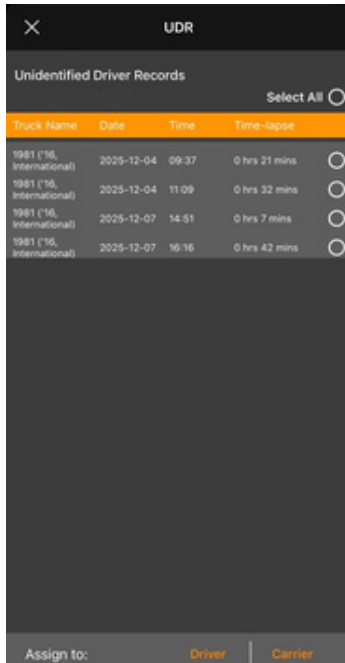 UDR
Unidentified Driver Records
Select All
Truck Name Date Time Time-lapse
1981 ('16, International) 2025-12-04 09:37 0 hrs 21 mins
1981 ('16, International) 2025-12-04 11:09 0 hrs 32 mins
1981 ('16, International) 2025-12-07 14:51 0 hrs 7 mins
1981 ('16, International) 2025-12-07 16:16 0 hrs 42 mins
Assign to: Driver Carrier